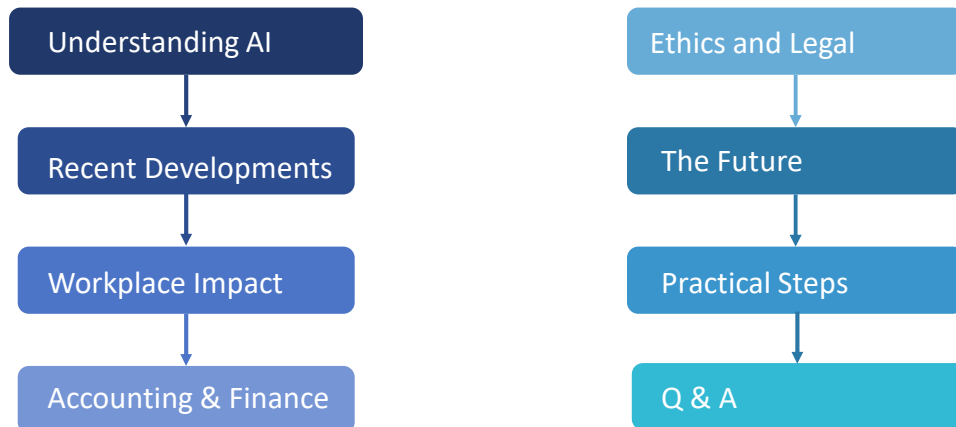 Understanding AI
Recent Developments
Workplace Impact
Accounting & Finance
Ethics and Legal
The Future
Practical Steps
Q & A